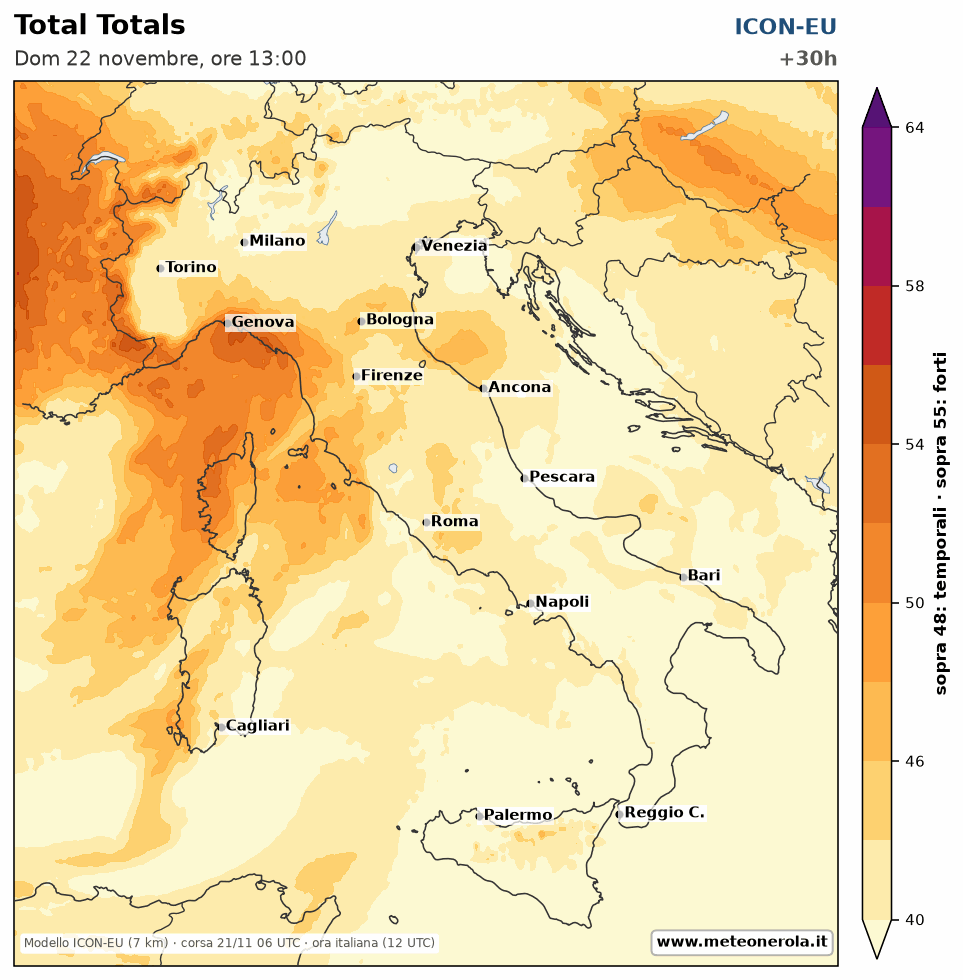 Total Totals
ICON-EU
Dom 22 novembre, ore 13:00
+30h
Milano
Torino
Venezia
Genova
Bologna
Firenze
Ancona
Pescara
Roma
Bari
Napoli
Cagliari
Palermo
Reggio C.
64
58
54
50
46
40
sopra 48: temporali · sopra 55: forti
Modello ICON-EU (7 km) · corsa 21/11 06 UTC · ora italiana (12 UTC)
www.meteonerola.it